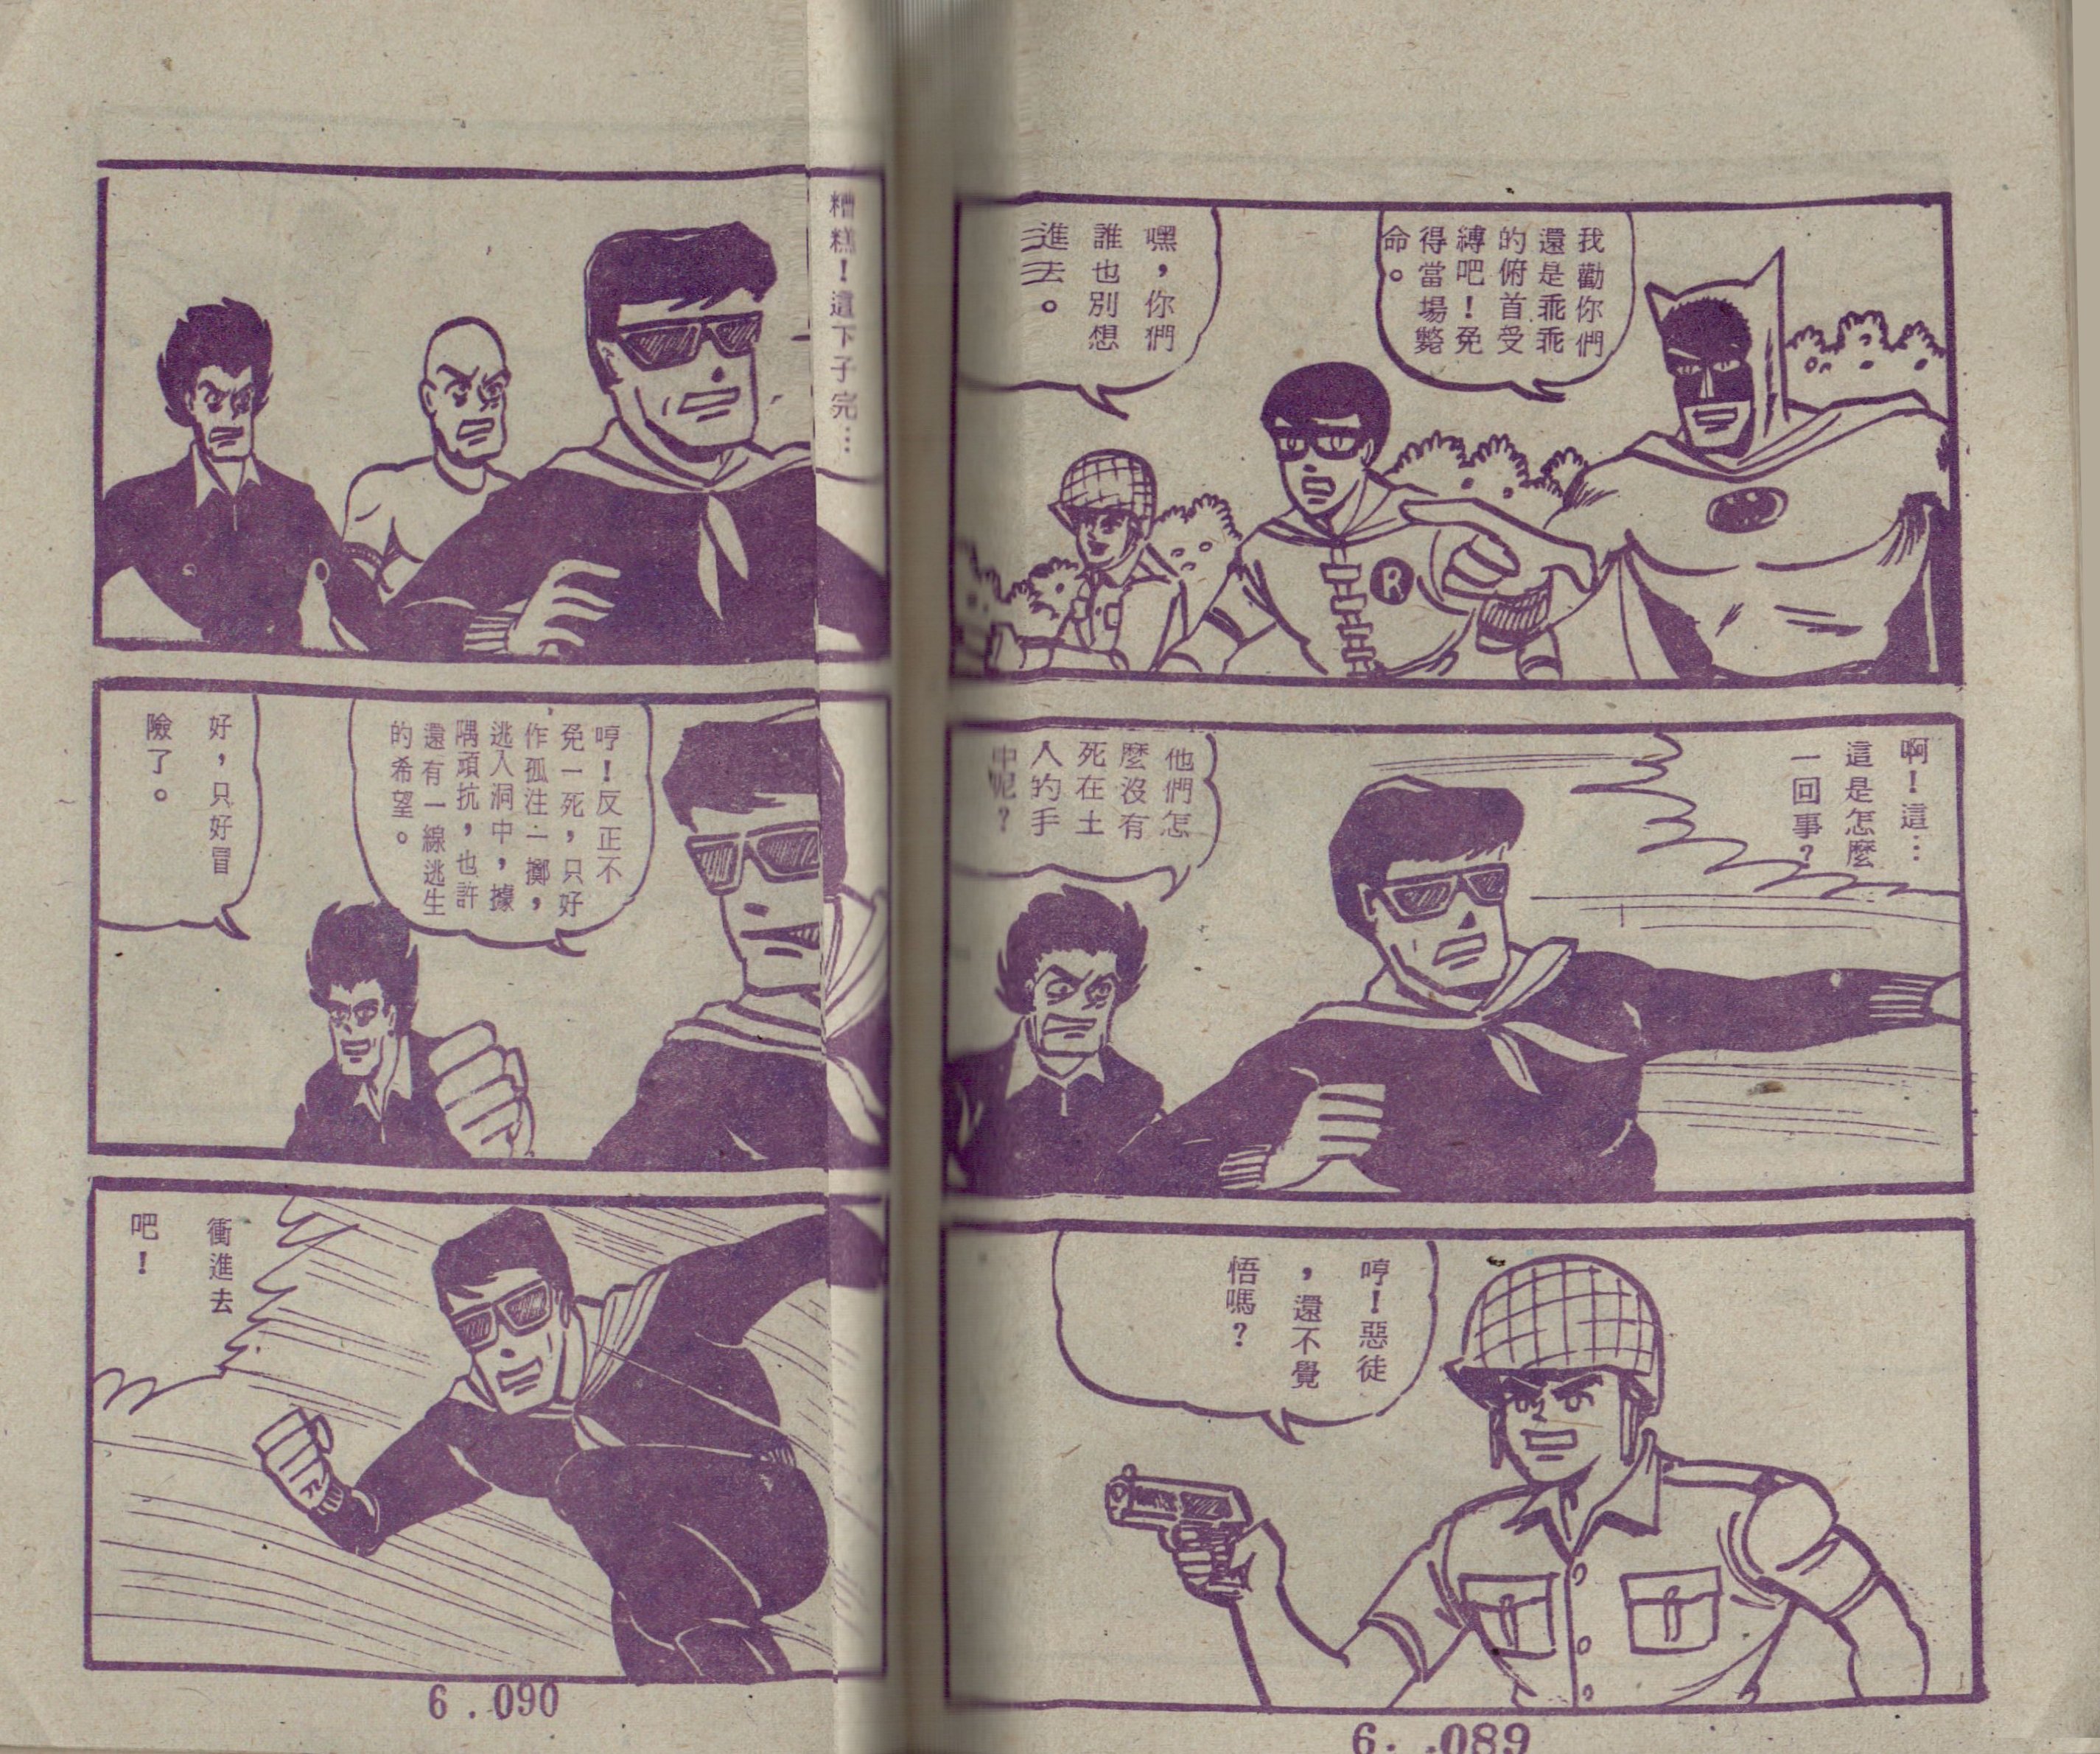 我勸你們
還是乖乖
的俯首受
縛吧！免
得當場斃
命。
嘿，你們
誰也別想
進去。
R
啊！這…
這是怎麼
一回事？
他們怎
麼沒有
死在土
人的手
中呢？
哼！惡徒
，還不覺
悟嗎？
6.089
糟糕！這下子完…
哼！反正不
免一死，只好
作孤注一擲，
逃入洞中，據
隅頑抗，也許
還有一線逃生
的希望。
好，只好冒
險了。
衝進去
吧！
6.090